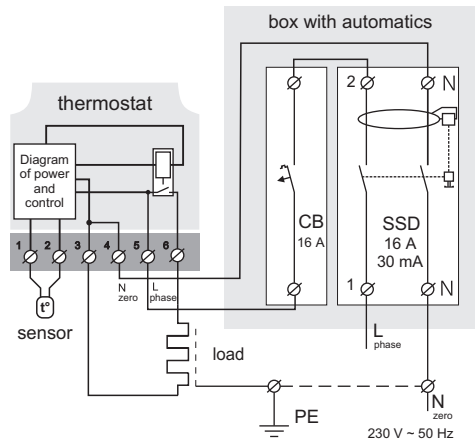 box with automatics
thermostat
Diagram
of power
and
control
1 2 3 4 5 6
N
zero
L
phase
t°
sensor
load
PE
CB
16 A
2
N
SSD
16 A
30 mA
1
N
L
phase
N
zero
230 V ~ 50 Hz